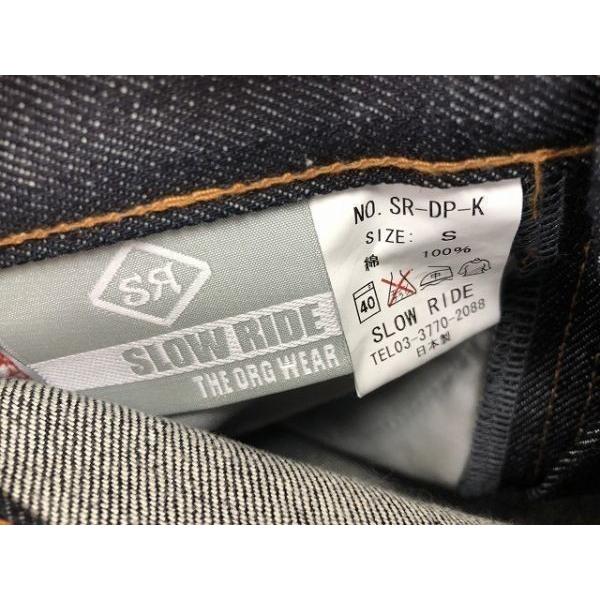 SR
SLOW RIDE
THE ORG WEAR
NO. SR-DP-K
SIZE: S
綿 100%
40 中
SLOW RIDE
TEL03-3770-2088
日本製